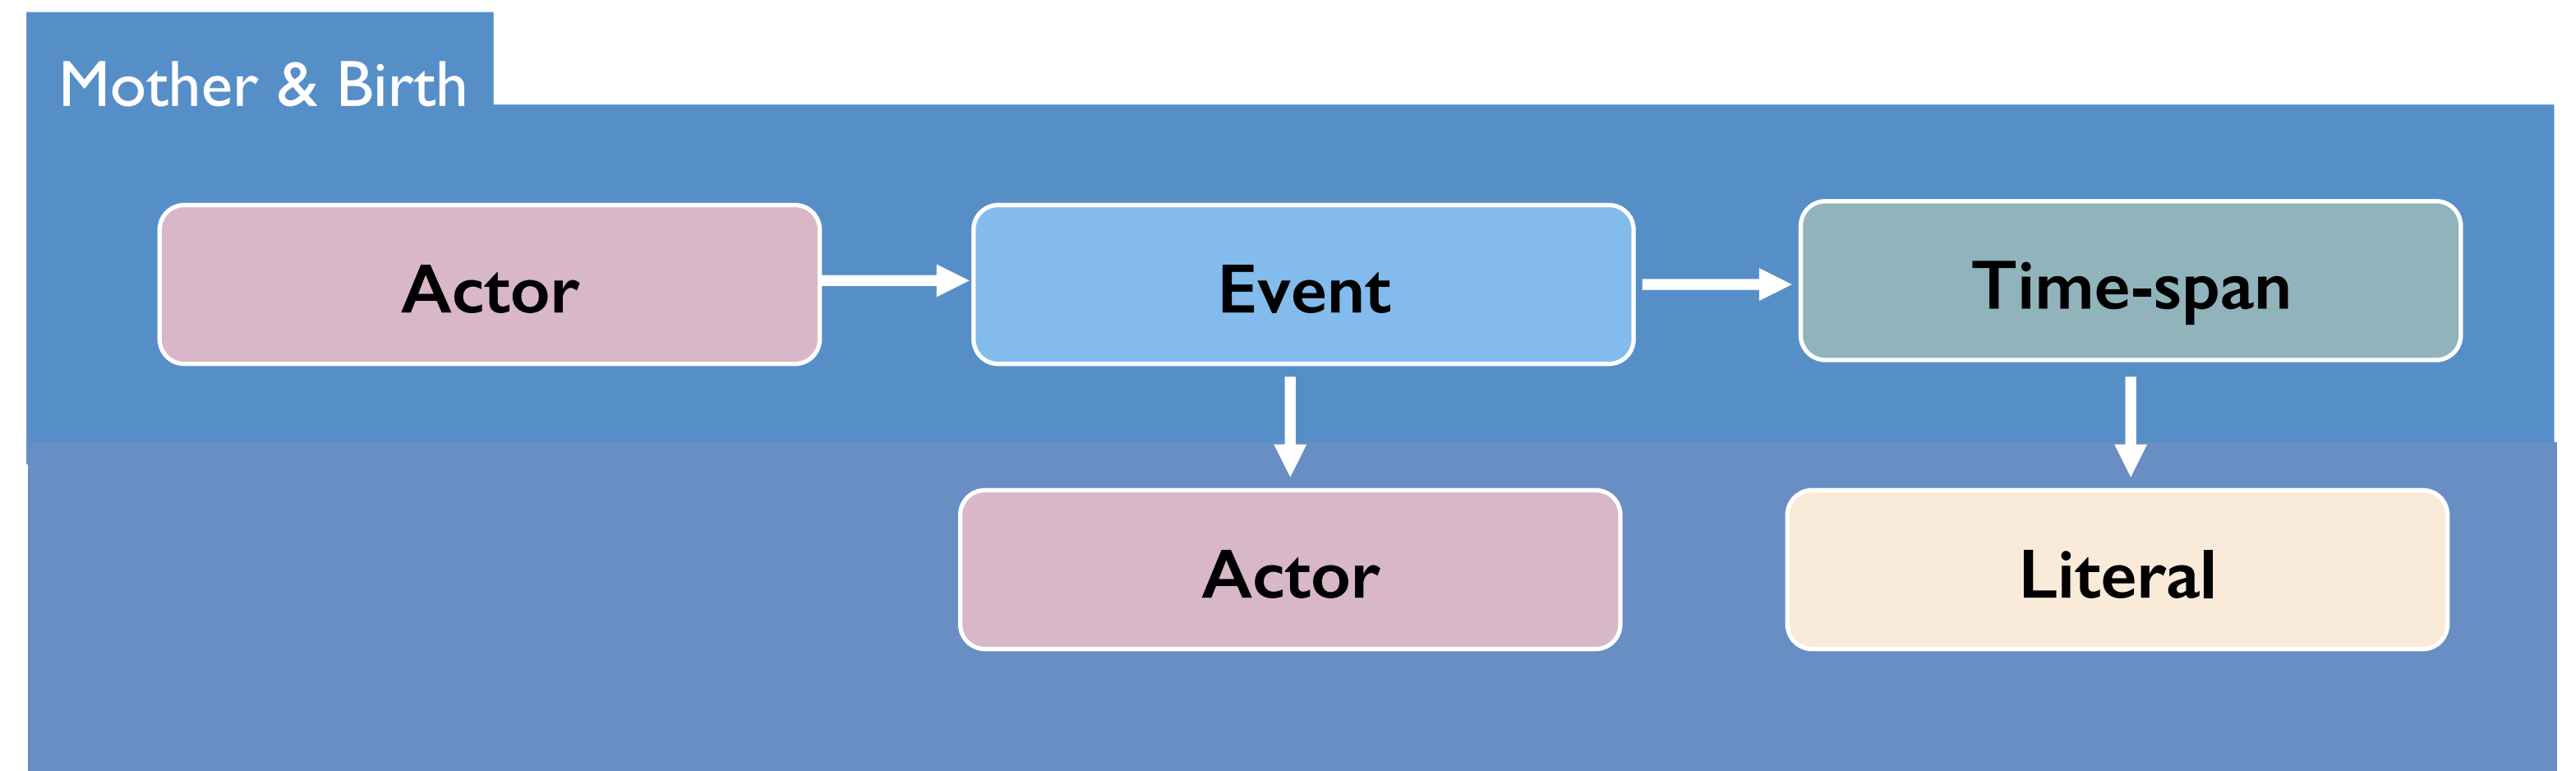 Mother & Birth
Actor
Event
Time-span
Actor
Literal